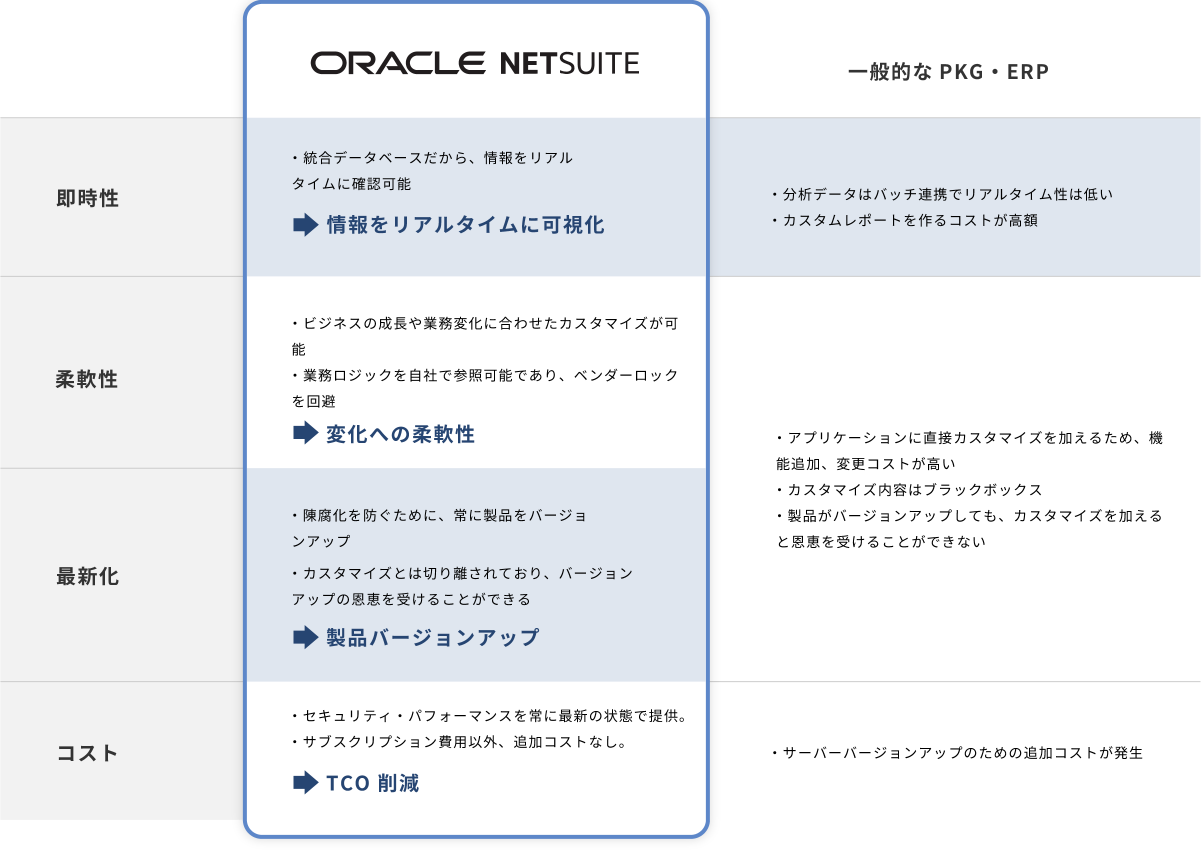 ORACLE NETSUITE
一般的な PKG・ERP
即時性
・統合データベースだから、情報をリアル
タイムに確認可能
情報をリアルタイムに可視化
・分析データはバッチ連携でリアルタイム性は低い
・カスタムレポートを作るコストが高額
柔軟性
・ビジネスの成長や業務変化に合わせたカスタマイズが可
能
・業務ロジックを自社で参照可能であり、ベンダーロック
を回避
変化への柔軟性
・アプリケーションに直接カスタマイズを加えるため、機
能追加、変更コストが高い
・カスタマイズ内容はブラックボックス
・製品がバージョンアップしても、カスタマイズを加える
と恩恵を受けることができない
最新化
・陳腐化を防ぐために、常に製品をバージョ
ンアップ
・カスタマイズとは切り離されており、バージョン
アップの恩恵を受けることができる
製品バージョンアップ
コスト
・セキュリティ・パフォーマンスを常に最新の状態で提供。
・サブスクリプション費用以外、追加コストなし。
TCO 削減
・サーバーバージョンアップのための追加コストが発生